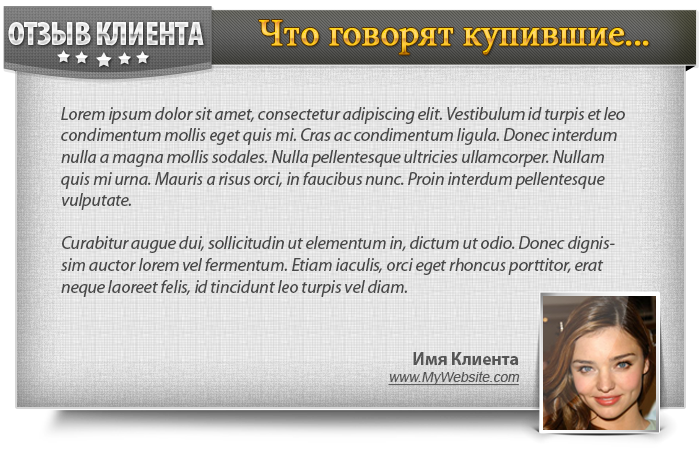 ОТЗЫВ КЛИЕНТА
Что говорят купившие...
Lorem ipsum dolor sit amet, consectetur adipiscing elit. Vestibulum id turpis et leo
condimentum mollis eget quis mi. Cras ac condimentum ligula. Donec interdum
nulla a magna mollis sodales. Nulla pellentesque ultricies ullamcorper. Nullam
quis mi urna. Mauris a risus orci, in faucibus nunc. Proin interdum pellentesque
vulputate.
Curabitur augue dui, sollicitudin ut elementum in, dictum ut odio. Donec dignis-
sim auctor lorem vel fermentum. Etiam iaculis, orci eget rhoncus porttitor, erat
neque laoreet felis, id tincidunt leo turpis vel diam.
Имя Клиента
www.MyWebsite.com